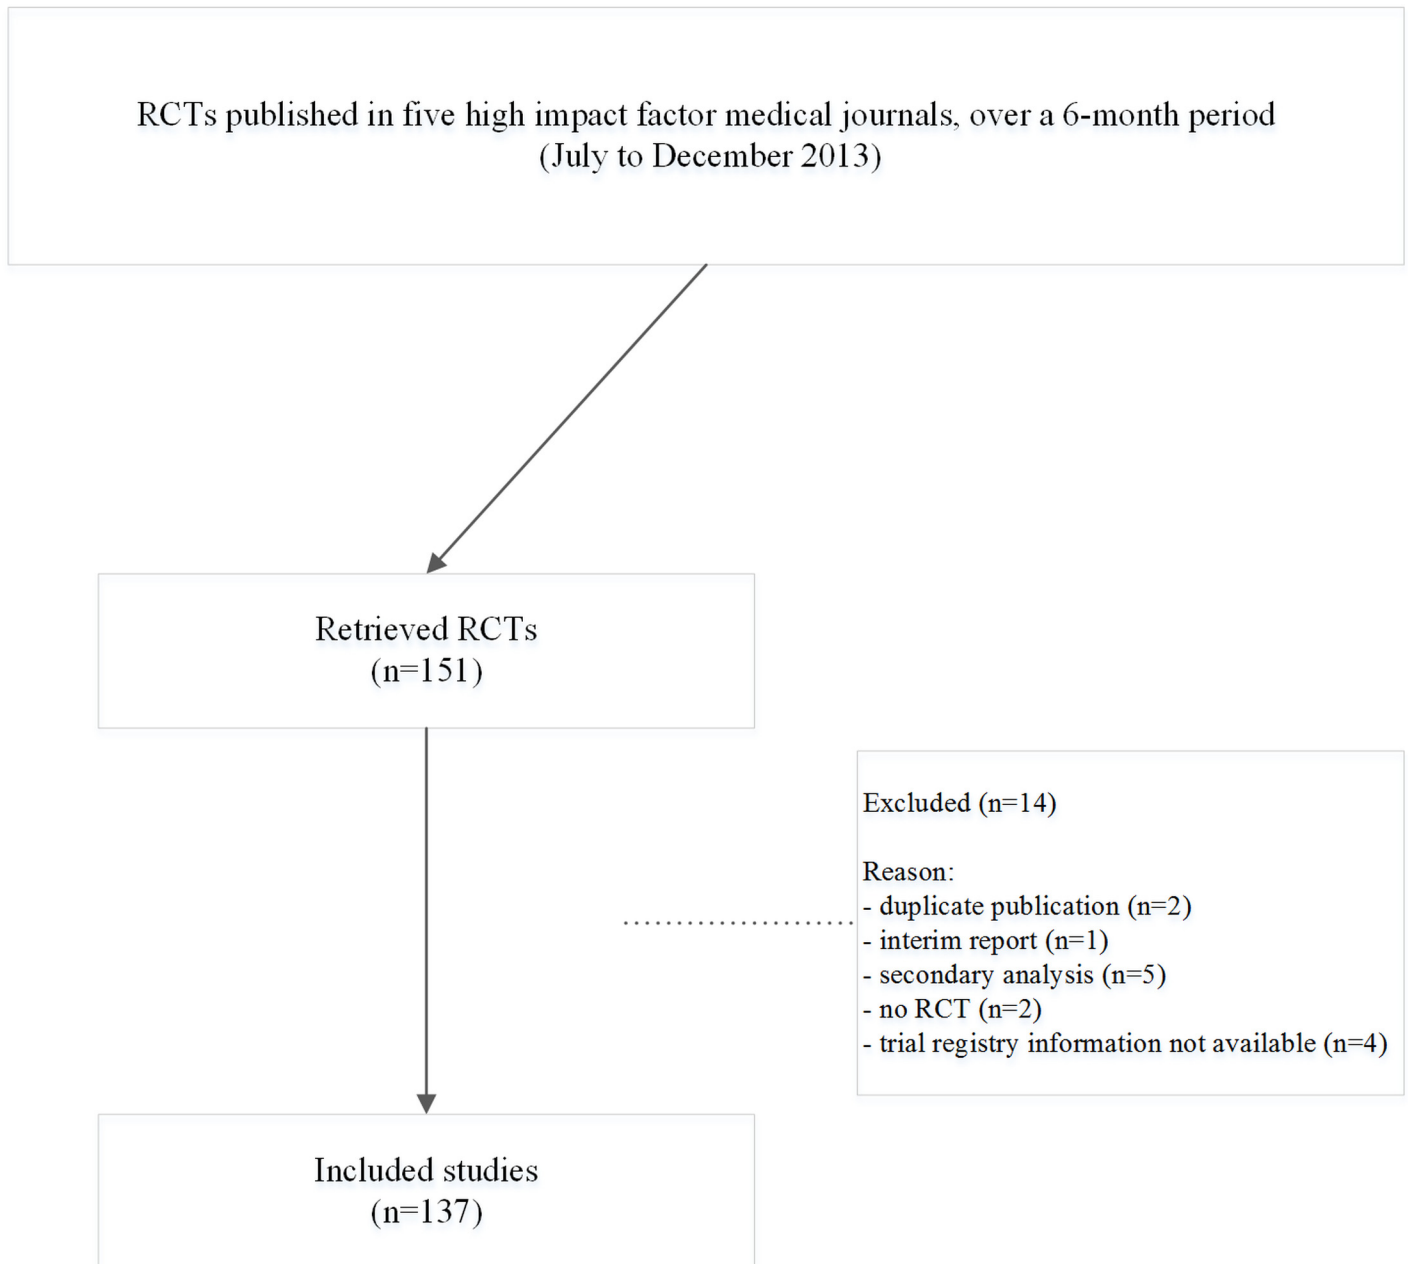 RCTs published in five high impact factor medical journals, over a 6-month period
(July to December 2013)
Retrieved RCTs
(n=151)
Excluded (n=14)
Reason:
- duplicate publication (n=2)
- interim report (n=1)
- secondary analysis (n=5)
- no RCT (n=2)
- trial registry information not available (n=4)
Included studies
(n=137)